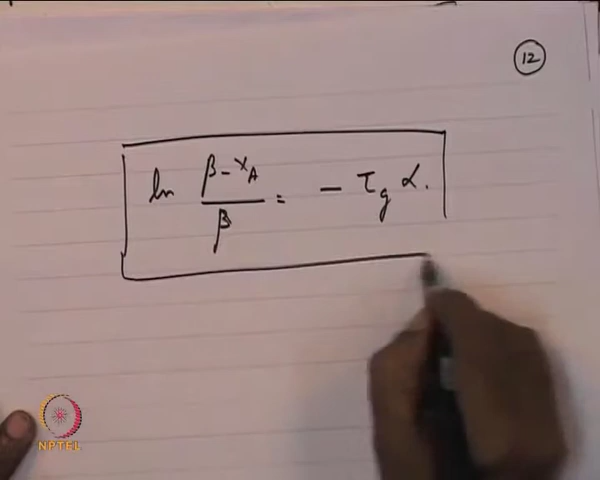 12
ln (β - x_A)/β = - τ_g α.
NPTEL